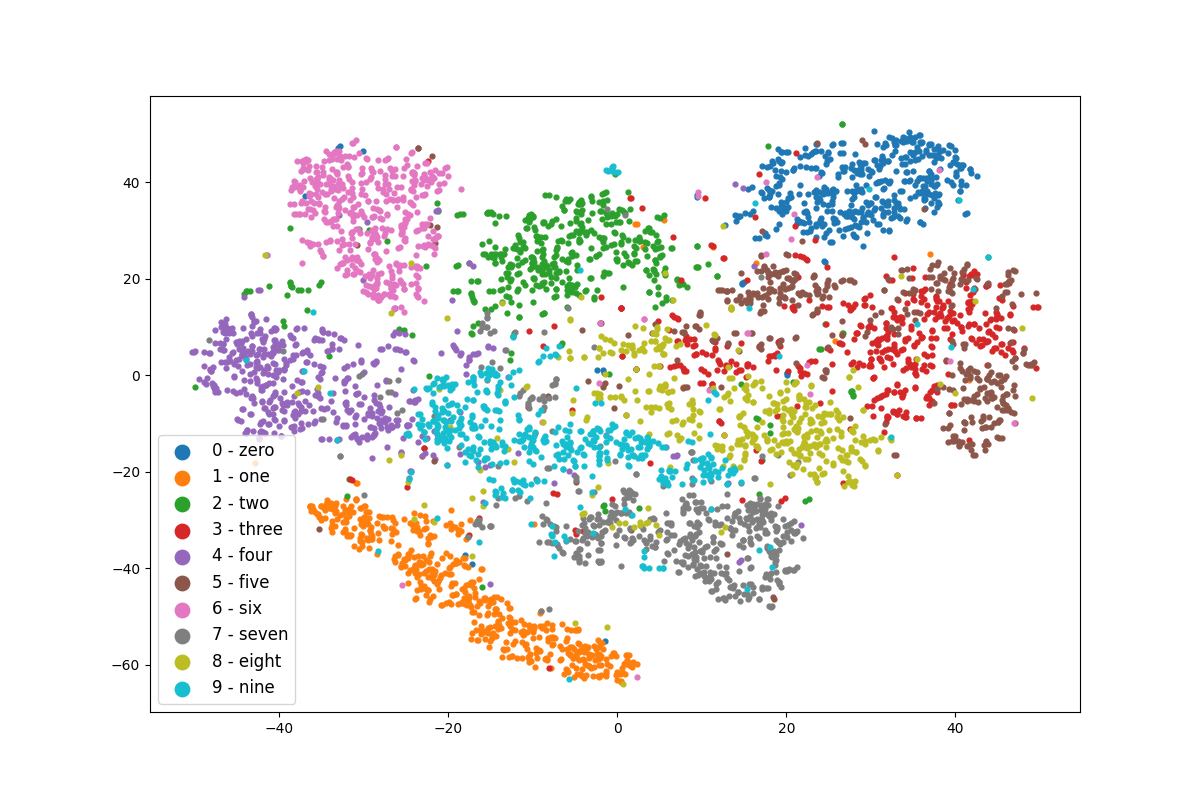 40
20
0
−20
−40
−60
0 - zero
1 - one
2 - two
3 - three
4 - four
5 - five
6 - six
7 - seven
8 - eight
9 - nine
−40 −20 0 20 40